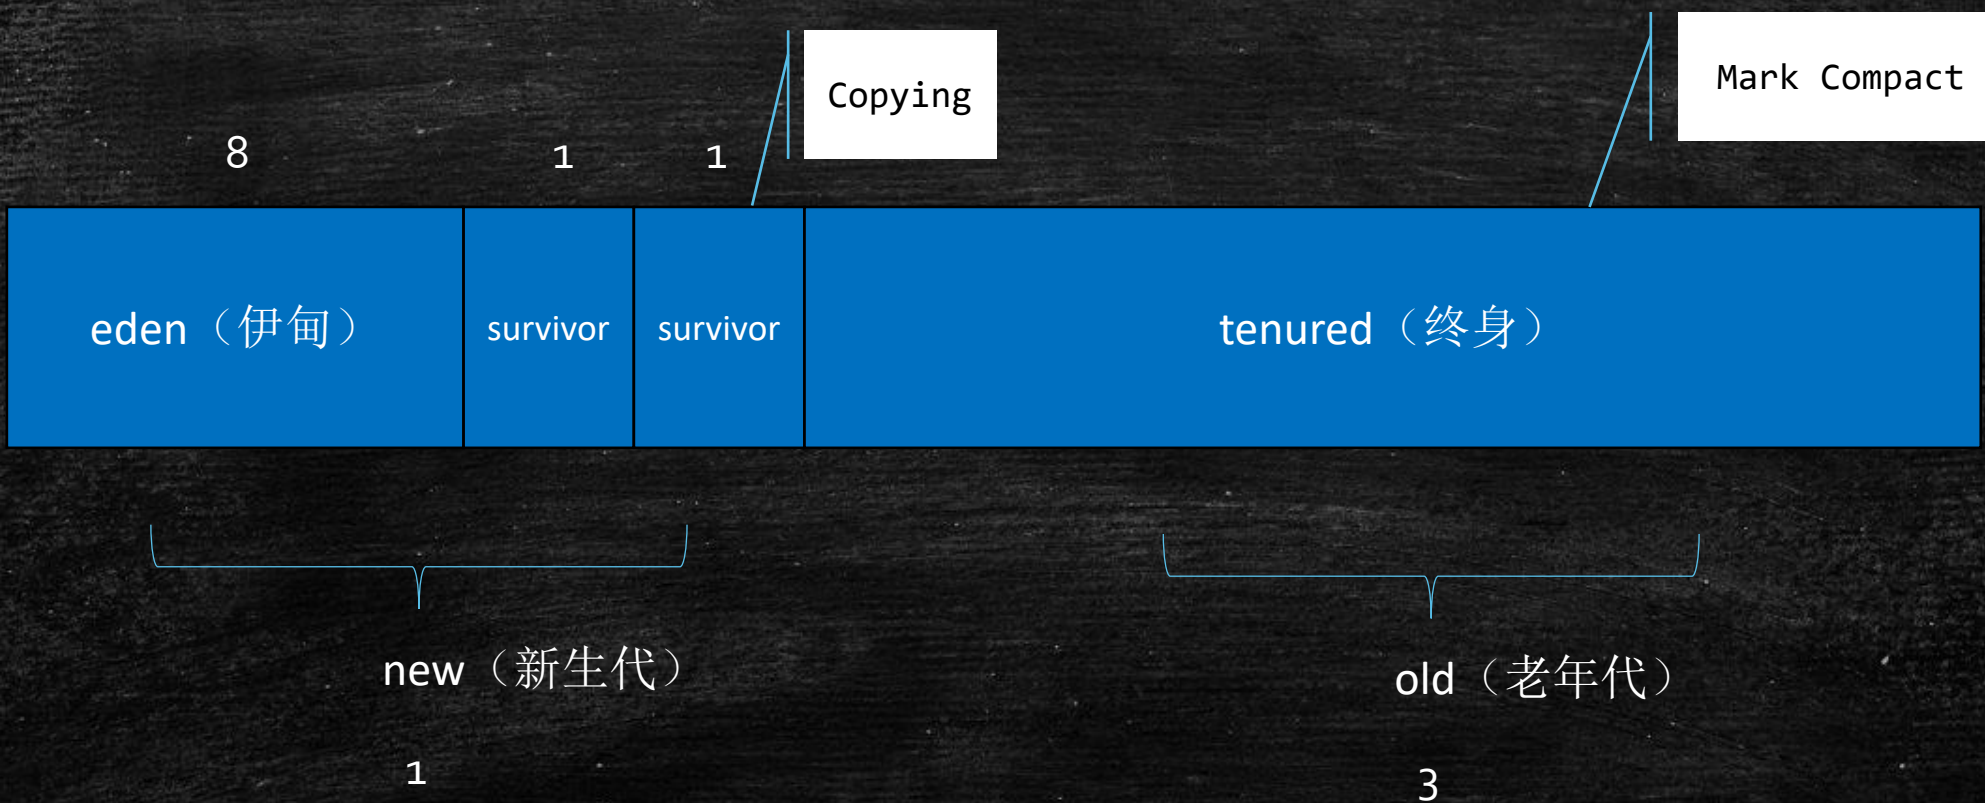 Copying
Mark Compact
8
1
1
eden（伊甸）
survivor
survivor
tenured（终身）
new（新生代）
old（老年代）
1
3